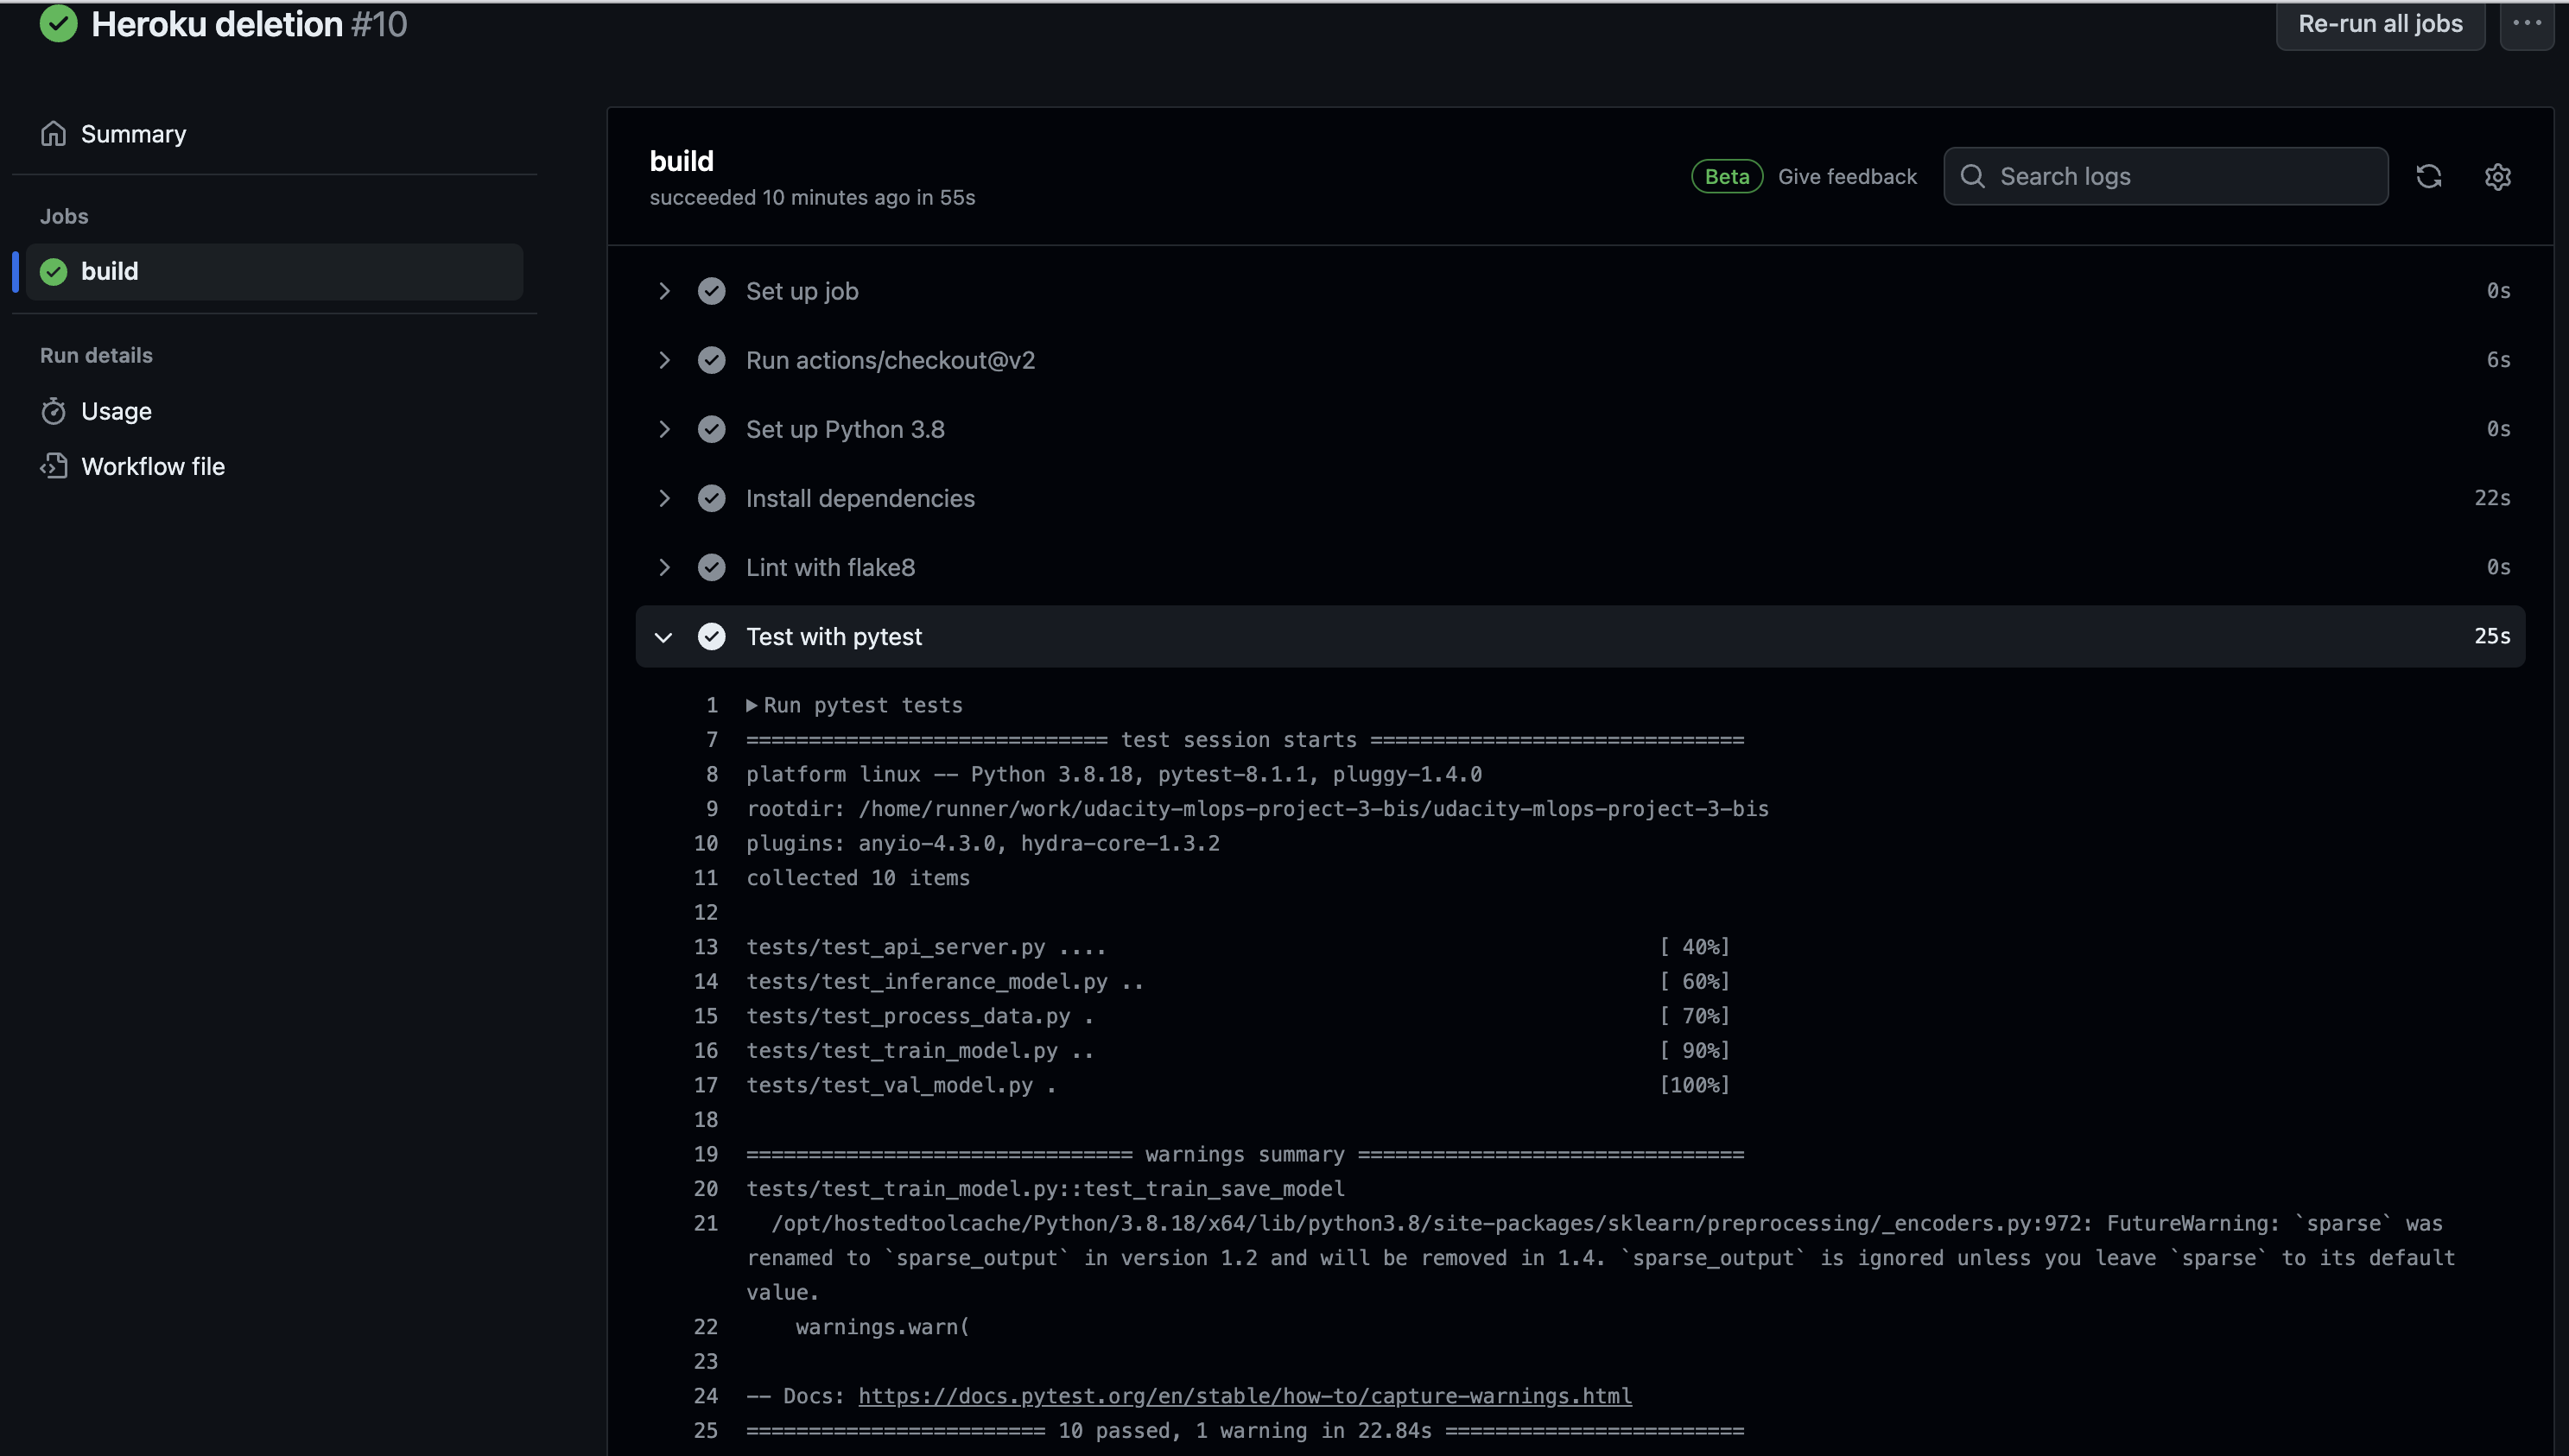 Heroku deletion #10
Re-run all jobs
Summary
Jobs
build
Run details
Usage
Workflow file
build
succeeded 10 minutes ago in 55s
Beta
Give feedback
Search logs
Set up job 0s
Run actions/checkout@v2 6s
Set up Python 3.8 0s
Install dependencies 22s
Lint with flake8 0s
Test with pytest 25s
1 Run pytest tests
7 ============================= test session starts ==============================
8 platform linux -- Python 3.8.18, pytest-8.1.1, pluggy-1.4.0
9 rootdir: /home/runner/work/udacity-mlops-project-3-bis/udacity-mlops-project-3-bis
10 plugins: anyio-4.3.0, hydra-core-1.3.2
11 collected 10 items
12
13 tests/test_api_server.py .... [ 40%]
14 tests/test_inferance_model.py .. [ 60%]
15 tests/test_process_data.py . [ 70%]
16 tests/test_train_model.py .. [ 90%]
17 tests/test_val_model.py . [100%]
18
19 =============================== warnings summary ===============================
20 tests/test_train_model.py::test_train_save_model
21 /opt/hostedtoolcache/Python/3.8.18/x64/lib/python3.8/site-packages/sklearn/preprocessing/_encoders.py:972: FutureWarning: `sparse` was
renamed to `sparse_output` in version 1.2 and will be removed in 1.4. `sparse_output` is ignored unless you leave `sparse` to its default
value.
22 warnings.warn(
23
24 -- Docs: https://docs.pytest.org/en/stable/how-to/capture-warnings.html
25 ======================== 10 passed, 1 warning in 22.84s ========================